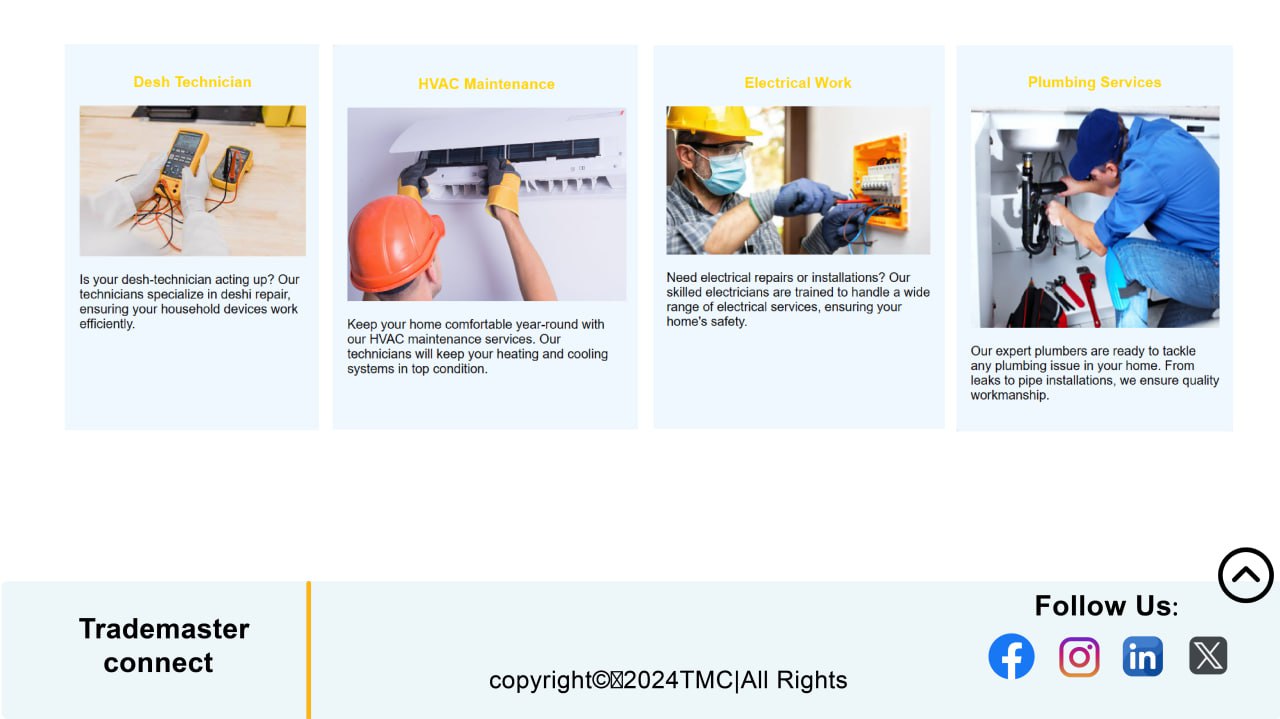 Desh Technician
Is your desh-technician acting up? Our
technicians specialize in deshi repair,
ensuring your household devices work
efficiently.
HVAC Maintenance
Keep your home comfortable year-round with
our HVAC maintenance services. Our
technicians will keep your heating and cooling
systems in top condition.
Electrical Work
Need electrical repairs or installations? Our
skilled electricians are trained to handle a wide
range of electrical services, ensuring your
home's safety.
Plumbing Services
Our expert plumbers are ready to tackle
any plumbing issue in your home. From
leaks to pipe installations, we ensure quality
workmanship.
Trademaster
connect
copyright©2024TMC|All Rights
Follow Us: